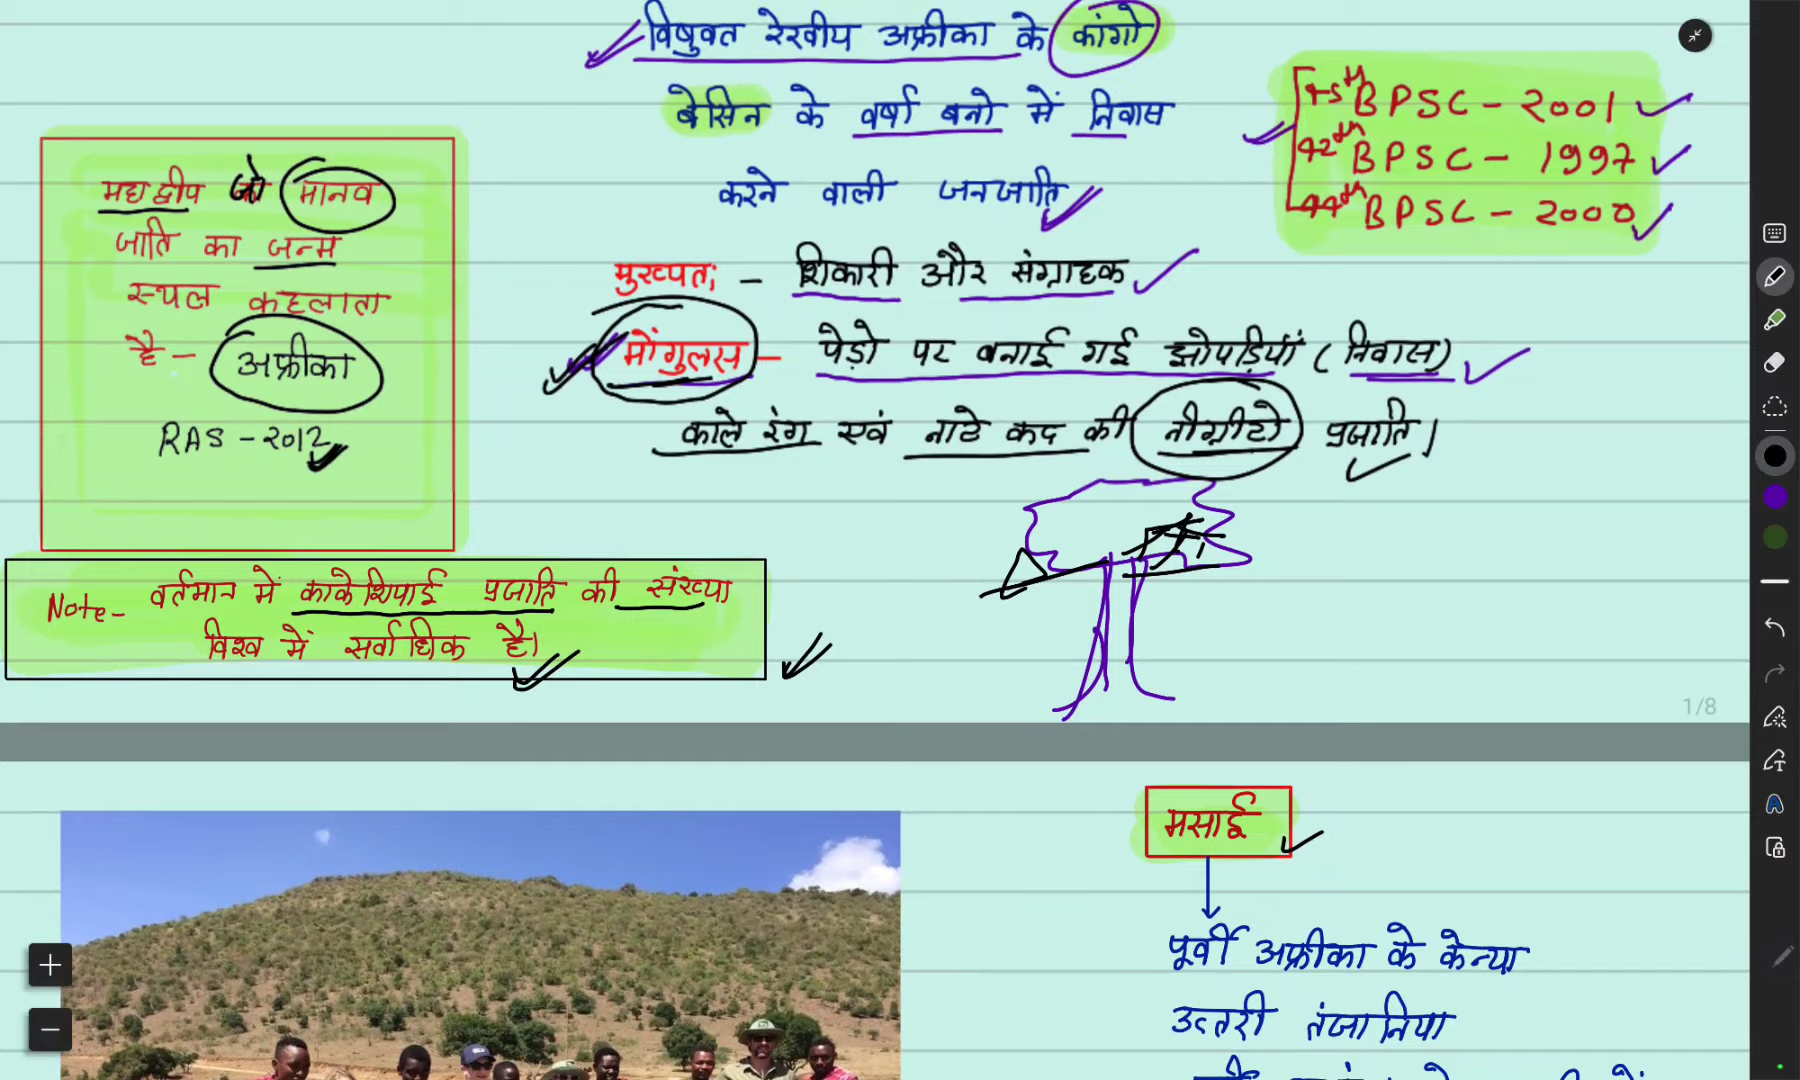 विषुवत रेखीय अफ्रीका के कांगो
बेसिन के वर्षा बनो में निवास
करने वाली जनजाति
45th BPSC - 2001
42th BPSC - 1997
44th BPSC - 2000
महाद्वीप जो मानव
जाति का जन्म
स्थल कहलाता
है - अफ्रीका
RAS - 2012
मुख्यतः - शिकारी और संग्राहक
मोंगुलस - पेड़ो पर बनाई गई झोपड़ियां (निवास)
काले रंग एवं नाटे कद की नीग्रीटो प्रजाति।
Note - वर्तमान में काकेशियाई प्रजाति की संख्या
विश्व में सर्वाधिक है।
1/8
मसाई
पूर्वी अफ्रीका के केन्या
उत्तरी तंजानिया